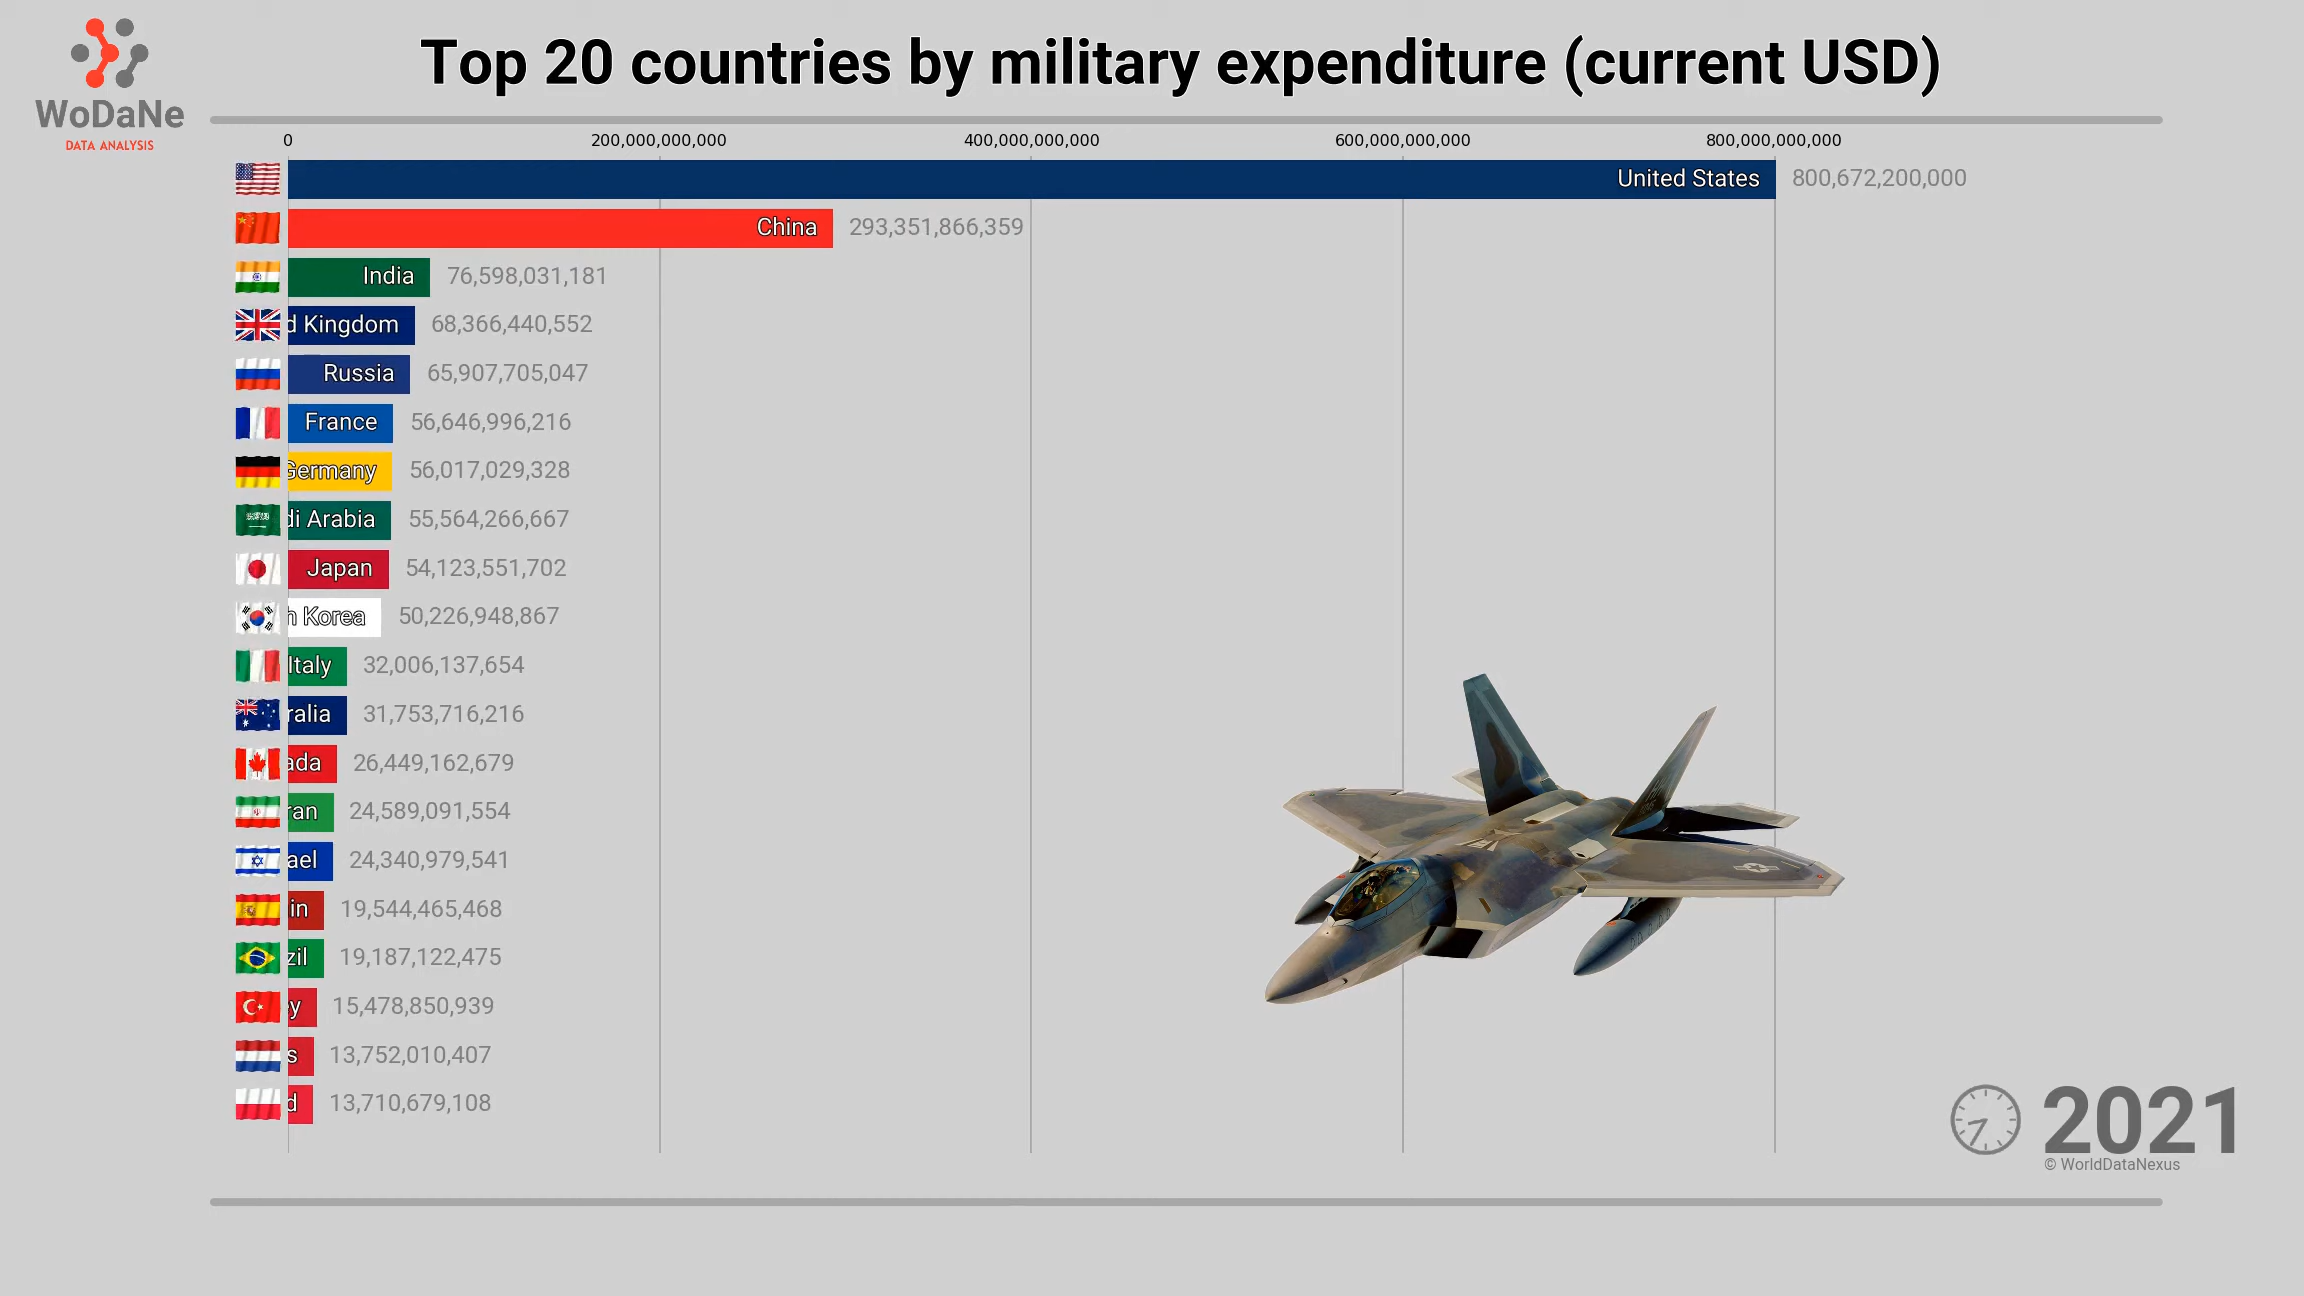 WoDaNe
DATA ANALYSIS
Top 20 countries by military expenditure (current USD)
0 200,000,000,000 400,000,000,000 600,000,000,000 800,000,000,000
United States 800,672,200,000
China 293,351,866,359
India 76,598,031,181
d Kingdom 68,366,440,552
Russia 65,907,705,047
France 56,646,996,216
Germany 56,017,029,328
di Arabia 55,564,266,667
Japan 54,123,551,702
h Korea 50,226,948,867
Italy 32,006,137,654
ralia 31,753,716,216
ada 26,449,162,679
ran 24,589,091,554
ael 24,340,979,541
in 19,544,465,468
zil 19,187,122,475
y 15,478,850,939
s 13,752,010,407
d 13,710,679,108
2021
© WorldDataNexus